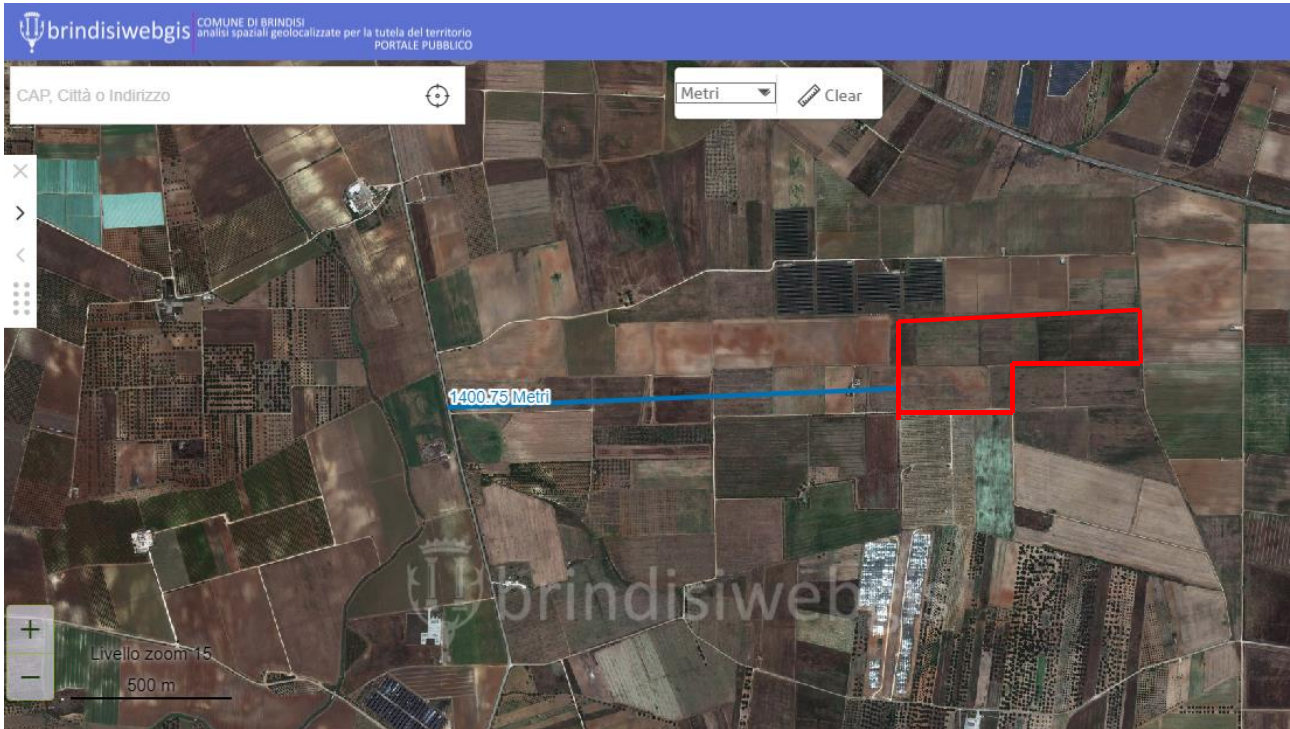 brindisiwebgis
COMUNE DI BRINDISI
analisi spaziali geolocalizzate per la tutela del territorio
PORTALE PUBBLICO
CAP, Città o Indirizzo
Metri
Clear
1400.75 Metri
brindisiwebgis
Livello zoom 15
500 m